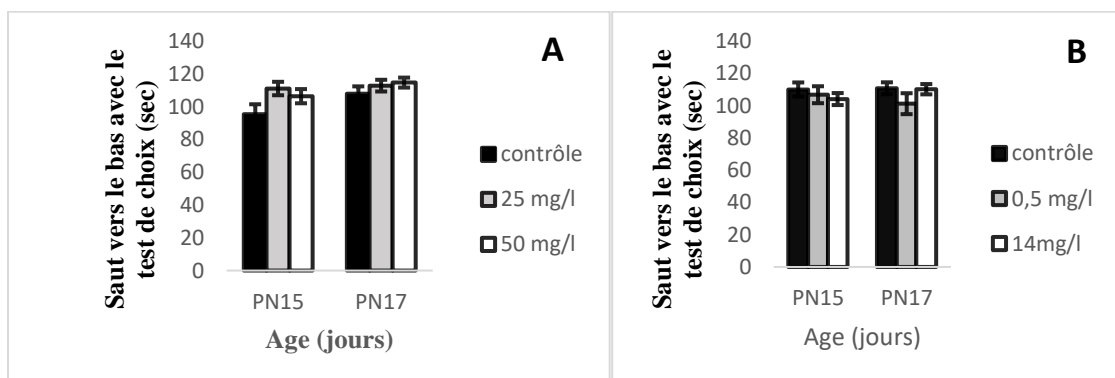 A
Saut vers le bas avec le
test de choix (sec)
140
120
100
80
60
40
20
0
PN15
PN17
Age (jours)
contrôle
25 mg/l
50 mg/l
B
Saut vers le bas avec le
test de choix (sec)
140
120
100
80
60
40
20
0
PN15
PN17
Age (jours)
contrôle
0,5 mg/l
14mg/l